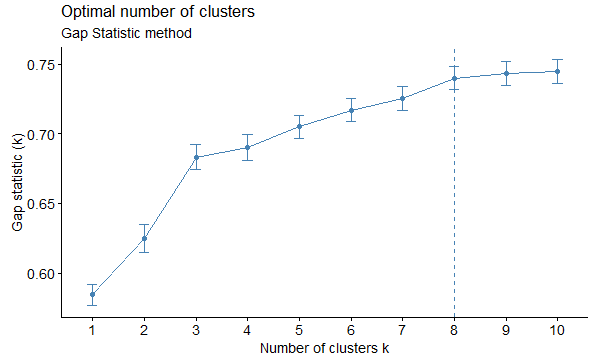 Optimal number of clusters
Gap Statistic method
Gap statistic (k)
0.75
0.70
0.65
0.60
1 2 3 4 5 6 7 8 9 10
Number of clusters k